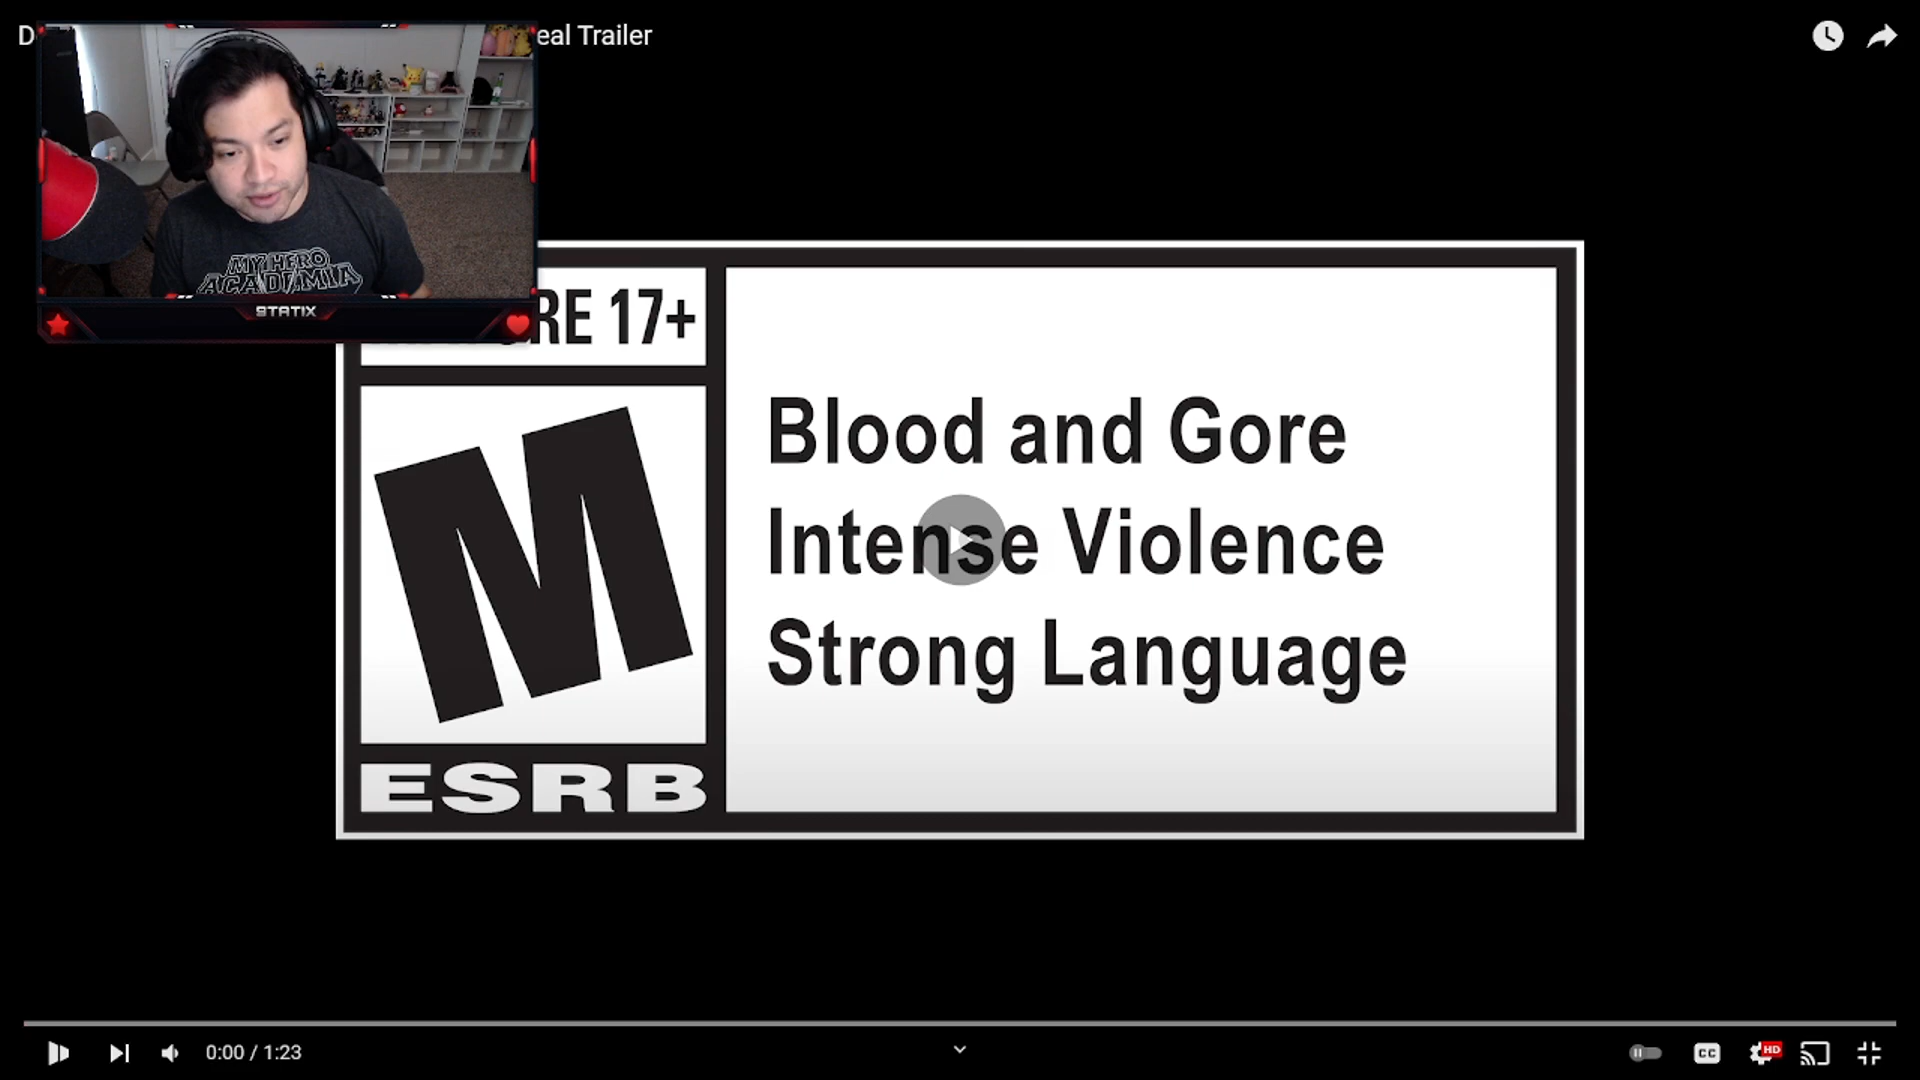 eal Trailer
MY HERO
ACADEMIA
STATIX
RE 17+
M
Blood and Gore
Intense Violence
Strong Language
ESRB
0:00 / 1:23
CC
HD